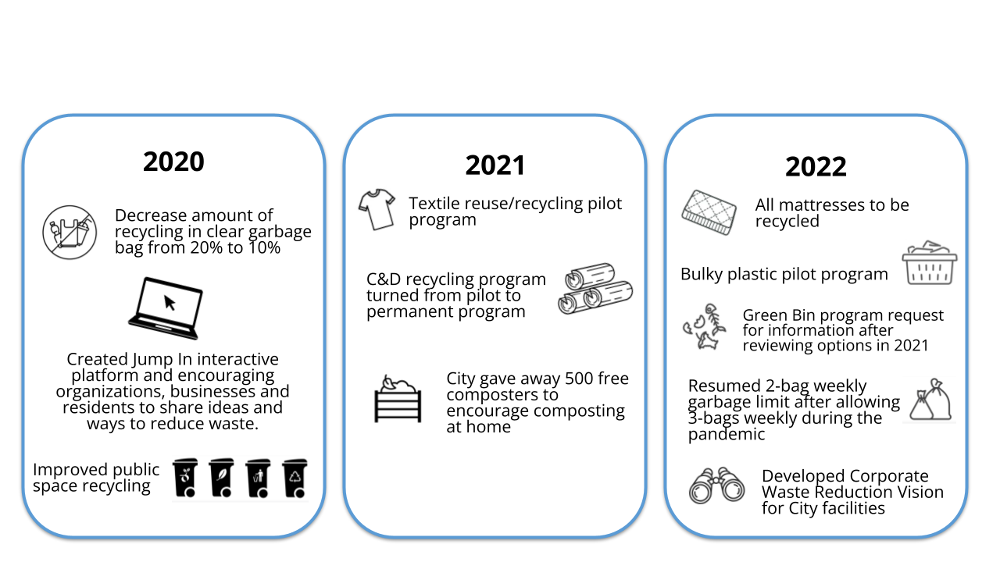 2020
Decrease amount of
recycling in clear garbage
bag from 20% to 10%
Created Jump In interactive
platform and encouraging
organizations, businesses and
residents to share ideas and
ways to reduce waste.
Improved public
space recycling
2021
Textile reuse/recycling pilot
program
C&D recycling program
turned from pilot to
permanent program
City gave away 500 free
composters to
encourage composting
at home
2022
All mattresses to be
recycled
Bulky plastic pilot program
Green Bin program request
for information after
reviewing options in 2021
Resumed 2-bag weekly
garbage limit after allowing
3-bags weekly during the
pandemic
Developed Corporate
Waste Reduction Vision
for City facilities